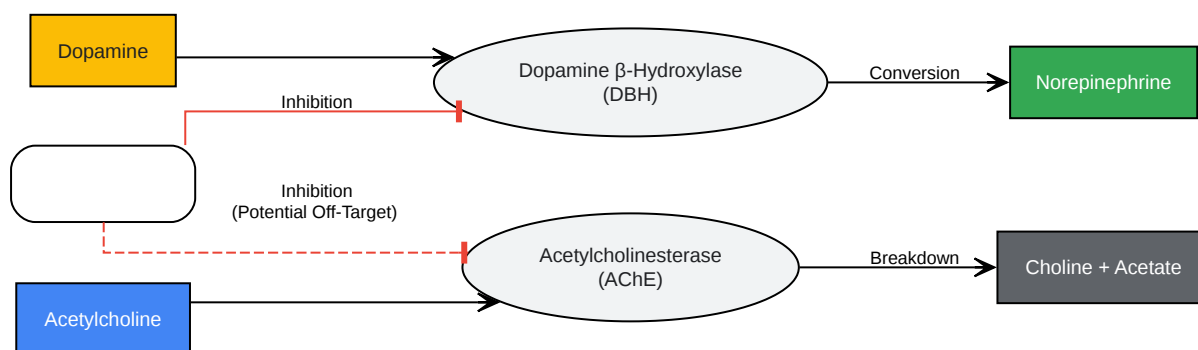 Dopamine
Dopamine β-Hydroxylase
(DBH)
Conversion
Norepinephrine
Inhibition
Inhibition
(Potential Off-Target)
Acetylcholinesterase
(AChE)
Breakdown
Choline + Acetate
Acetylcholine